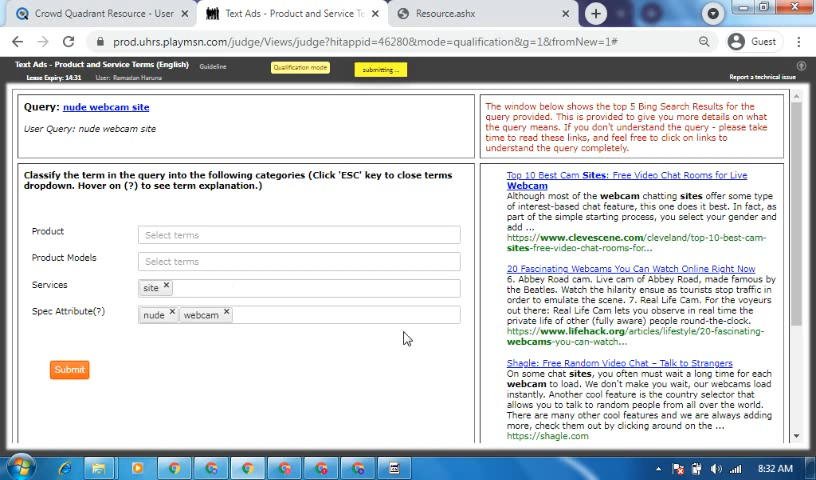 Crowd Quadrant Resource - User
Text Ads - Product and Service Te
Resource.ashx
prod.uhrs.playmsn.com/judge/Views/judge?hitappid=46280&mode=qualification&g=1&fromNew=1#
Guest
Text Ads - Product and Service Terms (English)
Guideline
Qualification mode
submitting ...
Lease Expiry: 14:31
User: Ramadan Haruna
Report a technical issue
Query: nude webcam site
User Query: nude webcam site
The window below shows the top 5 Bing Search Results for the
query provided. This is provided to give you more details on what
the query means. If you don't understand the query - please take
time to read these links, and feel free to click on links to
understand the query completely.
Classify the term in the query into the following categories (Click 'ESC' key to close terms
dropdown. Hover on (?) to see term explanation.)
Product
Select terms
Product Models
Select terms
Services
site ×
Spec Attribute(?)
nude × webcam ×
Submit
Top 10 Best Cam Sites: Free Video Chat Rooms for Live
Webcam
Although most of the webcam chatting sites offer some type
of interest-based chat feature, this one does it best. In fact, as
part of the simple starting process, you select your gender and
add ...
https://www.clevescene.com/cleveland/top-10-best-cam-
sites-free-video-chat-rooms-for...
20 Fascinating Webcams You Can Watch Online Right Now
6. Abbey Road cam. Live cam of Abbey Road, made famous by
the Beatles. Watch the hilarity ensue as tourists stop traffic in
order to emulate the scene. 7. Real Life Cam. For the voyeurs
out there: Real Life Cam lets you observe in real time the
private life of other (fully aware) people round-the-clock.
https://www.lifehack.org/articles/lifestyle/20-fascinating-
webcams-you-can-watch...
Shagle: Free Random Video Chat – Talk to Strangers
On some chat sites, you often must wait a long time for each
webcam to load. We don't make you wait, our webcams load
instantly. Another cool feature is the country selector that
allows you to talk to random people from all over the world.
There are many other cool features and we are always adding
more, check them out by clicking around on the ...
https://shagle.com
8:32 AM